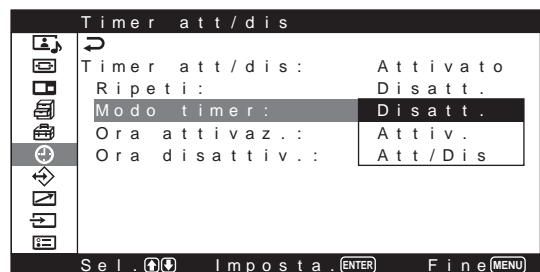 Timer att/dis
Timer att/dis: Attivato
Ripeti: Disatt.
Modo timer: Disatt.
Ora attivaz.: Attiv.
Ora disattiv.: Att/Dis
Sel. Imposta. ENTER Fine MENU